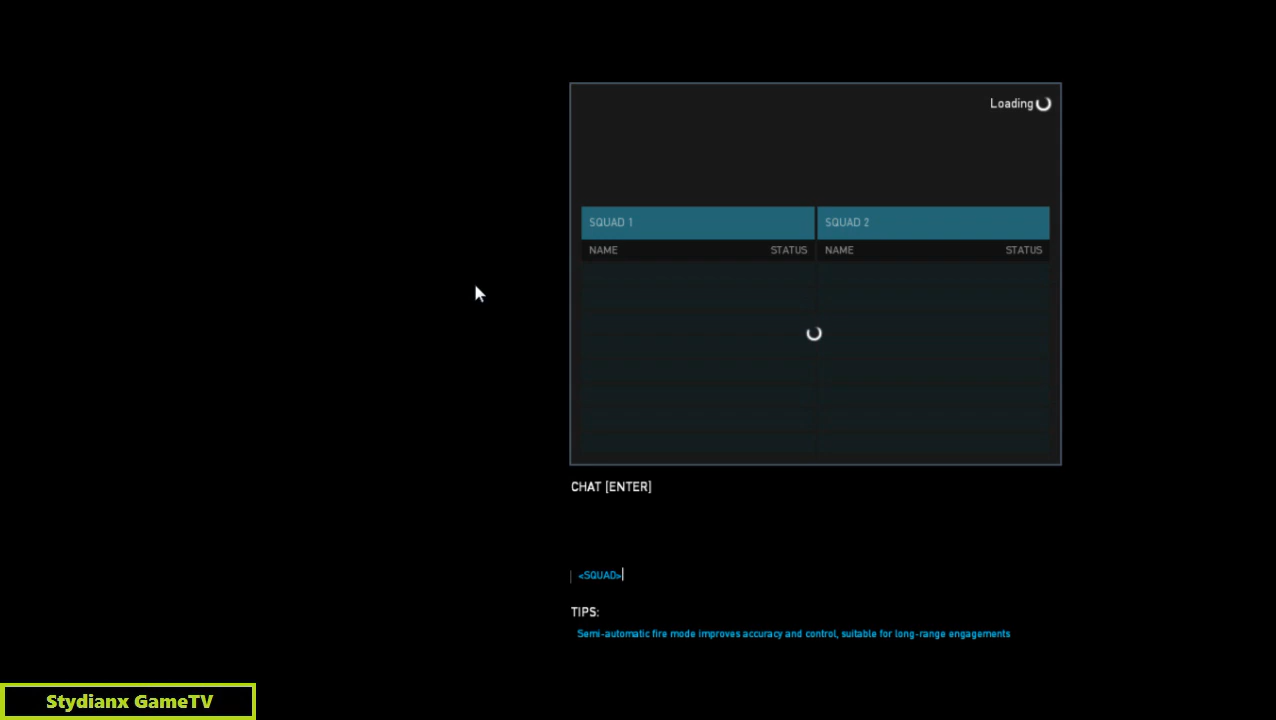 Loading
SQUAD 1 SQUAD 2
NAME STATUS NAME STATUS
CHAT [ENTER]
<SQUAD>
TIPS:
Semi-automatic fire mode improves accuracy and control, suitable for long-range engagements
Stydianx GameTV